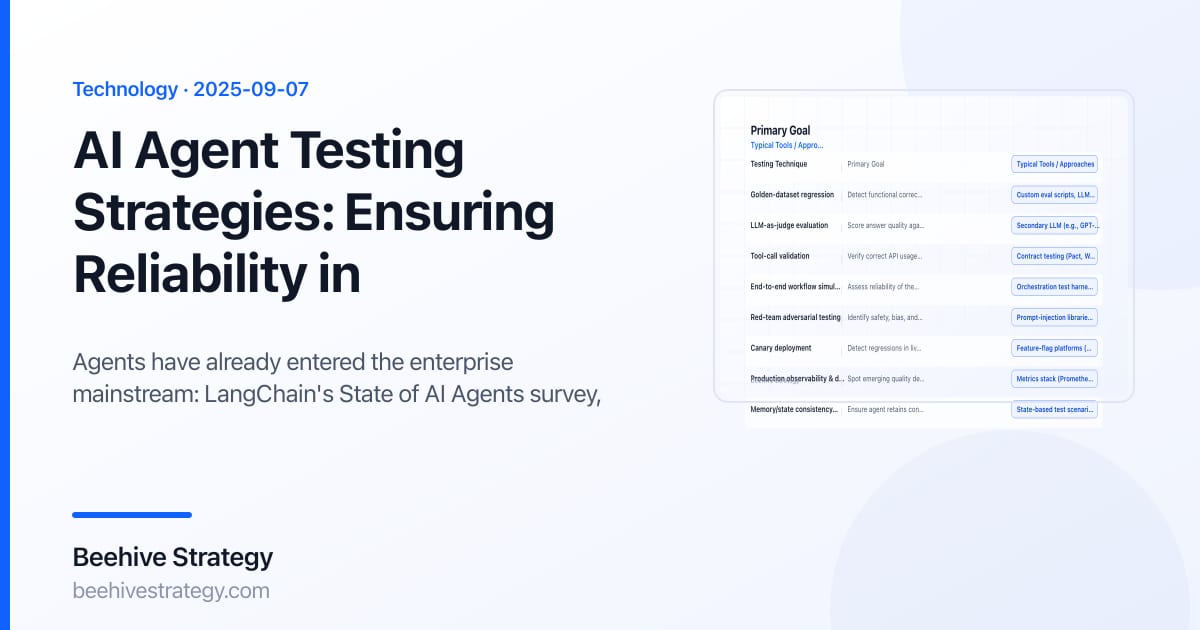 Technology · 2025-09-07
AI Agent Testing
Strategies: Ensuring
Reliability in
Agents have already entered the enterprise
mainstream: LangChain's State of AI Agents survey,
Beehive Strategy
beehivestrategy.com
Primary Goal
Typical Tools / Appro...
Testing Technique Primary Goal Typical Tools / Approaches
Golden-dataset regression Detect functional correc... Custom eval scripts, LLM...
LLM-as-judge evaluation Score answer quality aga... Secondary LLM (e.g., GPT-...
Tool-call validation Verify correct API usage... Contract testing (Pact, W...
End-to-end workflow simul... Assess reliability of the... Orchestration test harne...
Red-team adversarial testing Identify safety, bias, and... Prompt-injection librarie...
Canary deployment Detect regressions in liv... Feature-flag platforms (...
Production observability & d... Spot emerging quality de... Metrics stack (Promethe...
Memory/state consistency... Ensure agent retains con... State-based test scenari...